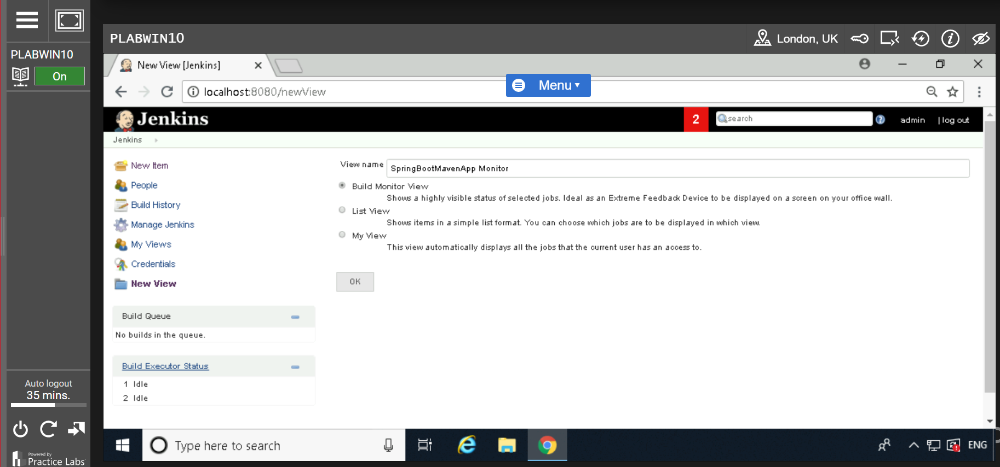 PLABWIN10
London, UK
PLABWIN10
On
New View [Jenkins]
localhost:8080/newView
Menu
Jenkins
2
search
?
admin
| log out
Jenkins
New Item
People
Build History
Manage Jenkins
My Views
Credentials
New View
View name
SpringBootMavenApp Monitor
Build Monitor View
Shows a highly visible status of selected jobs. Ideal as an Extreme Feedback Device to be displayed on a screen on your office wall.
List View
Shows items in a simple list format. You can choose which jobs are to be displayed in which view.
My View
This view automatically displays all the jobs that the current user has an access to.
OK
Build Queue
No builds in the queue.
Build Executor Status
1 Idle
2 Idle
Auto logout
35 mins.
Powered by
Practice Labs
Type here to search
ENG